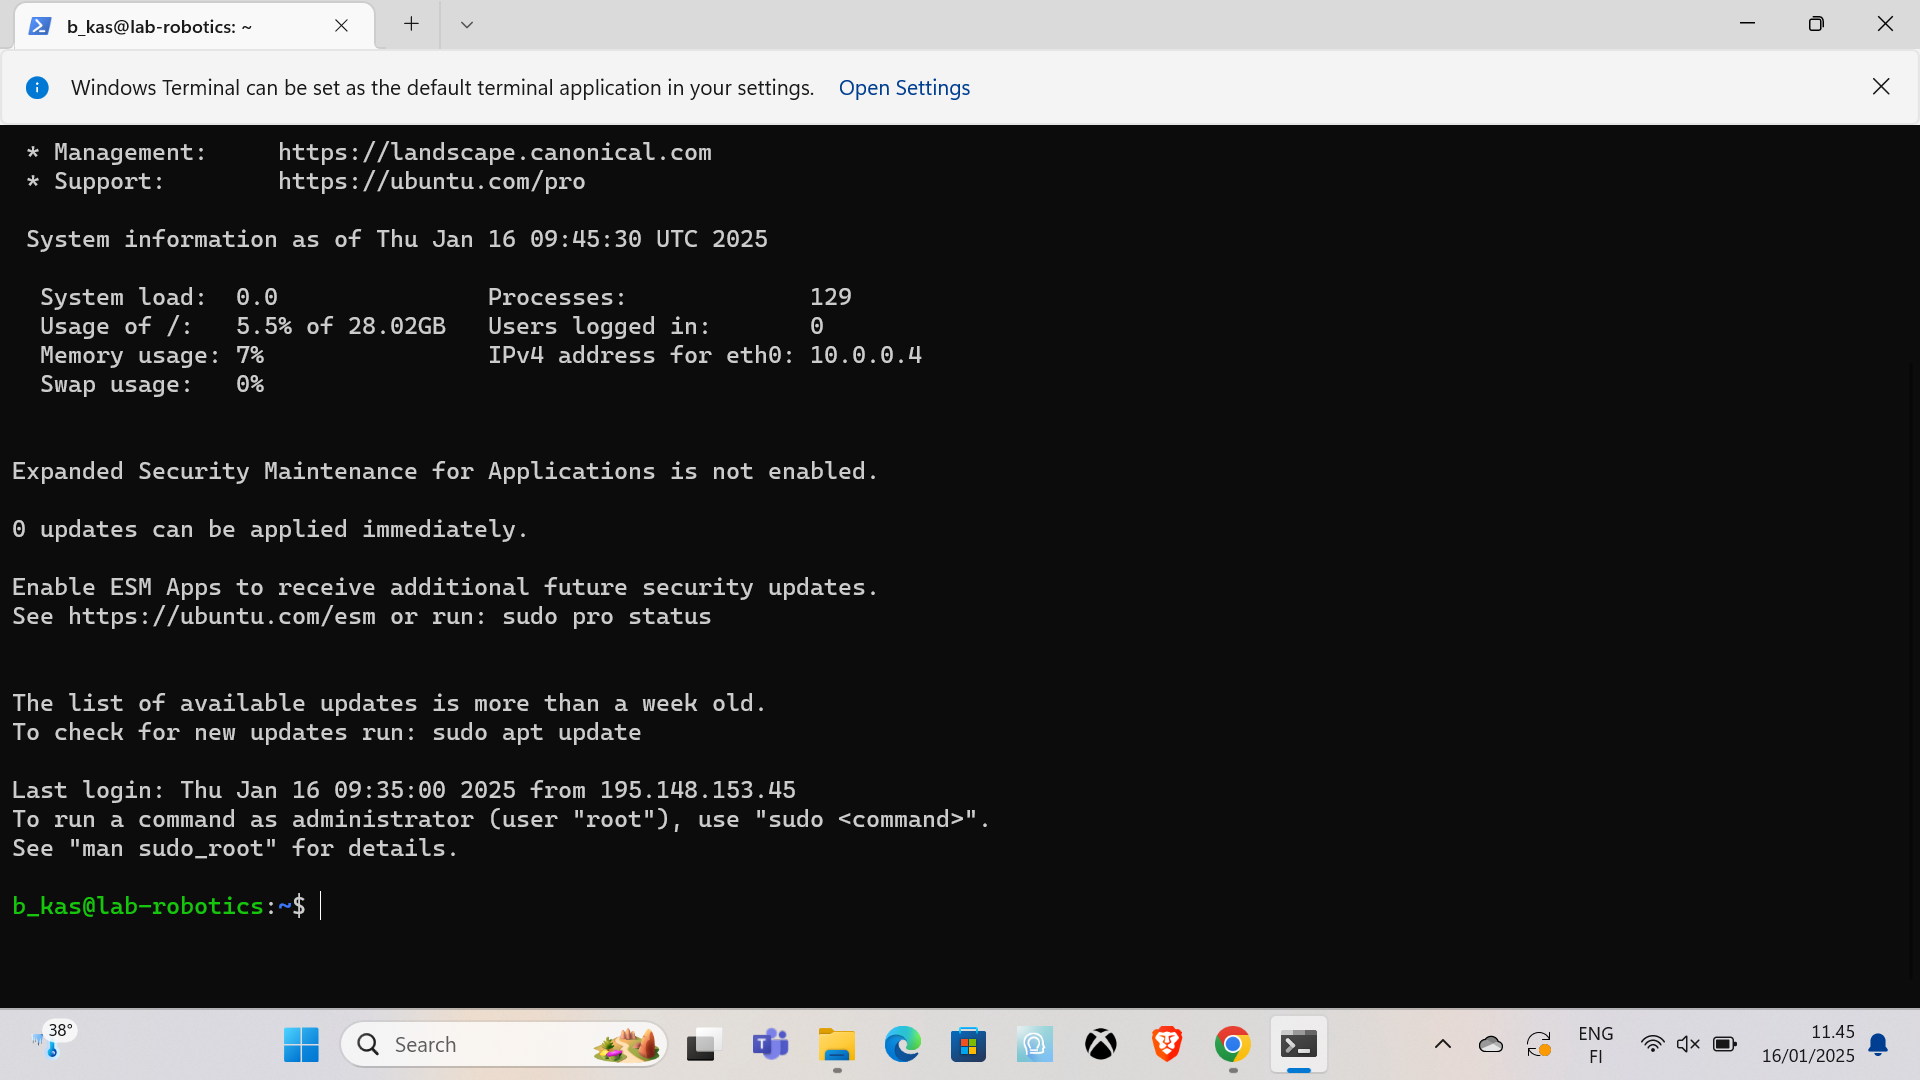 b_kas@lab-robotics: ~
Windows Terminal can be set as the default terminal application in your settings. Open Settings
* Management: https://landscape.canonical.com
* Support: https://ubuntu.com/pro
System information as of Thu Jan 16 09:45:30 UTC 2025
System load: 0.0 Processes: 129
Usage of /: 5.5% of 28.02GB Users logged in: 0
Memory usage: 7% IPv4 address for eth0: 10.0.0.4
Swap usage: 0%
Expanded Security Maintenance for Applications is not enabled.
0 updates can be applied immediately.
Enable ESM Apps to receive additional future security updates.
See https://ubuntu.com/esm or run: sudo pro status
The list of available updates is more than a week old.
To check for new updates run: sudo apt update
Last login: Thu Jan 16 09:35:00 2025 from 195.148.153.45
To run a command as administrator (user "root"), use "sudo <command>".
See "man sudo_root" for details.
b_kas@lab-robotics:~$
38°
Search
ENG
FI
11.45
16/01/2025